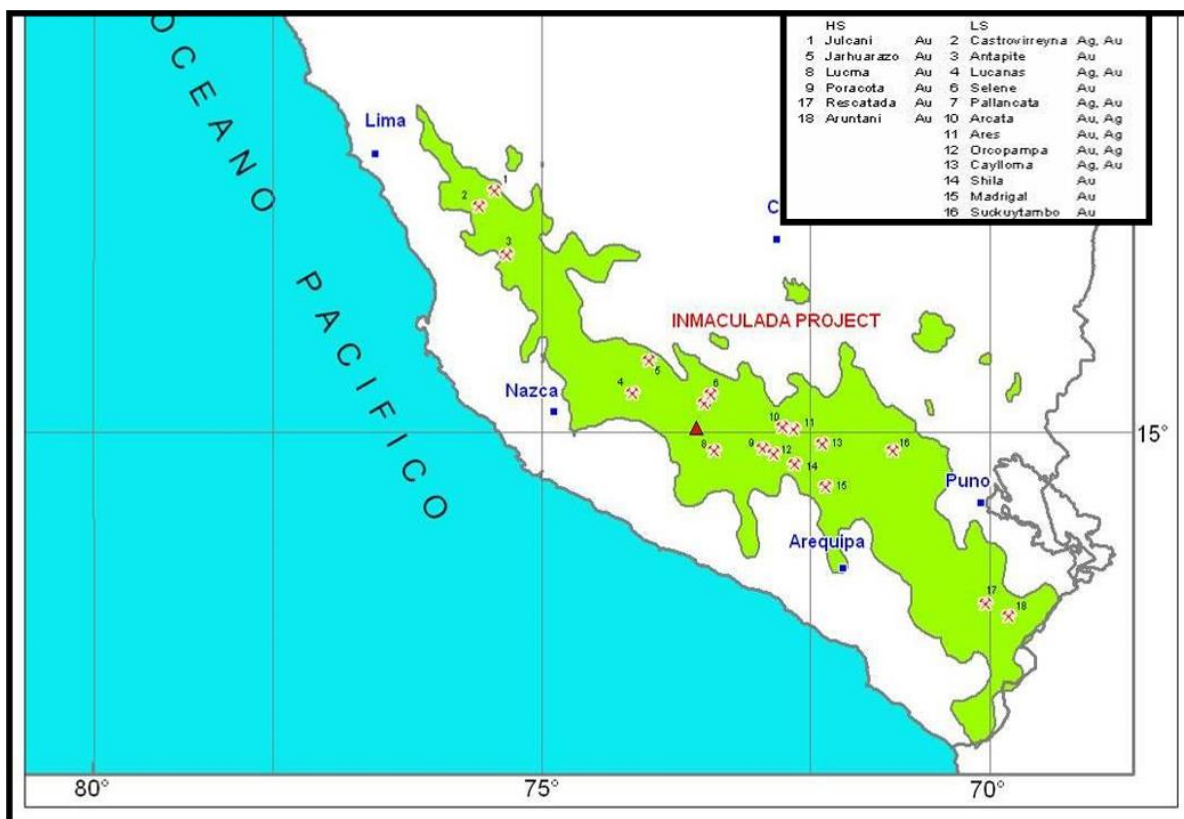 OCEANO PACIFICO
HS LS
1 Julcani Au 2 Castrovirreyna Ag, Au
5 Jarhuarazo Au 3 Antapite Au
8 Lucma Au 4 Lucanas Ag, Au
9 Poracota Au 6 Selene Au
17 Rescatada Au 7 Pallancata Ag, Au
18 Aruntani Au 10 Arcata Au, Ag
11 Ares Au, Ag
12 Orcopampa Au, Ag
13 Caylloma Ag, Au
14 Shila Au
15 Madrigal Au
16 Suckuytambo Au
Lima
1
2
C
3
INMACULADA PROJECT
5
4 6
Nazca
10 11
15°
8 9 12 13 16
14
15
Puno
Arequipa
17
18
80° 75° 70°